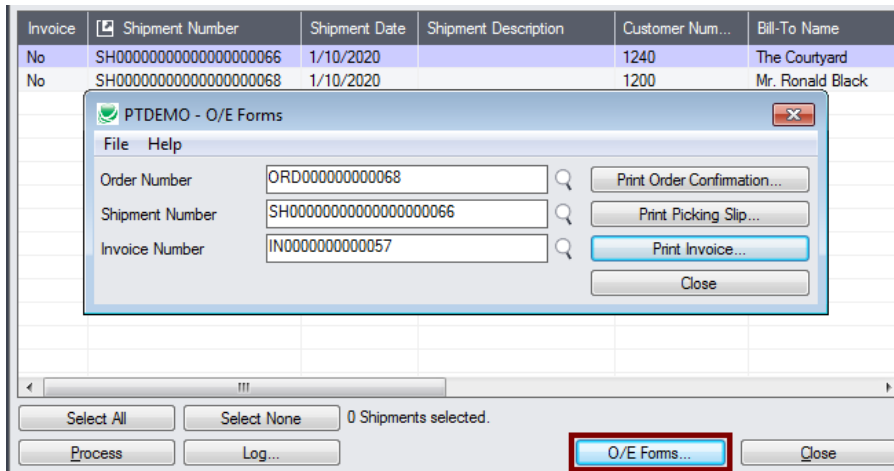 Invoice Shipment Number Shipment Date Shipment Description Customer Num... Bill-To Name
No SH00000000000000000066 1/10/2020 1240 The Courtyard
No SH00000000000000000068 1/10/2020 1200 Mr. Ronald Black
PTDEMO - O/E Forms
File Help
Order Number ORD000000000068 Print Order Confirmation...
Shipment Number SH00000000000000000066 Print Picking Slip...
Invoice Number IN0000000000057 Print Invoice...
Close
Select All Select None 0 Shipments selected.
Process Log... O/E Forms... Close